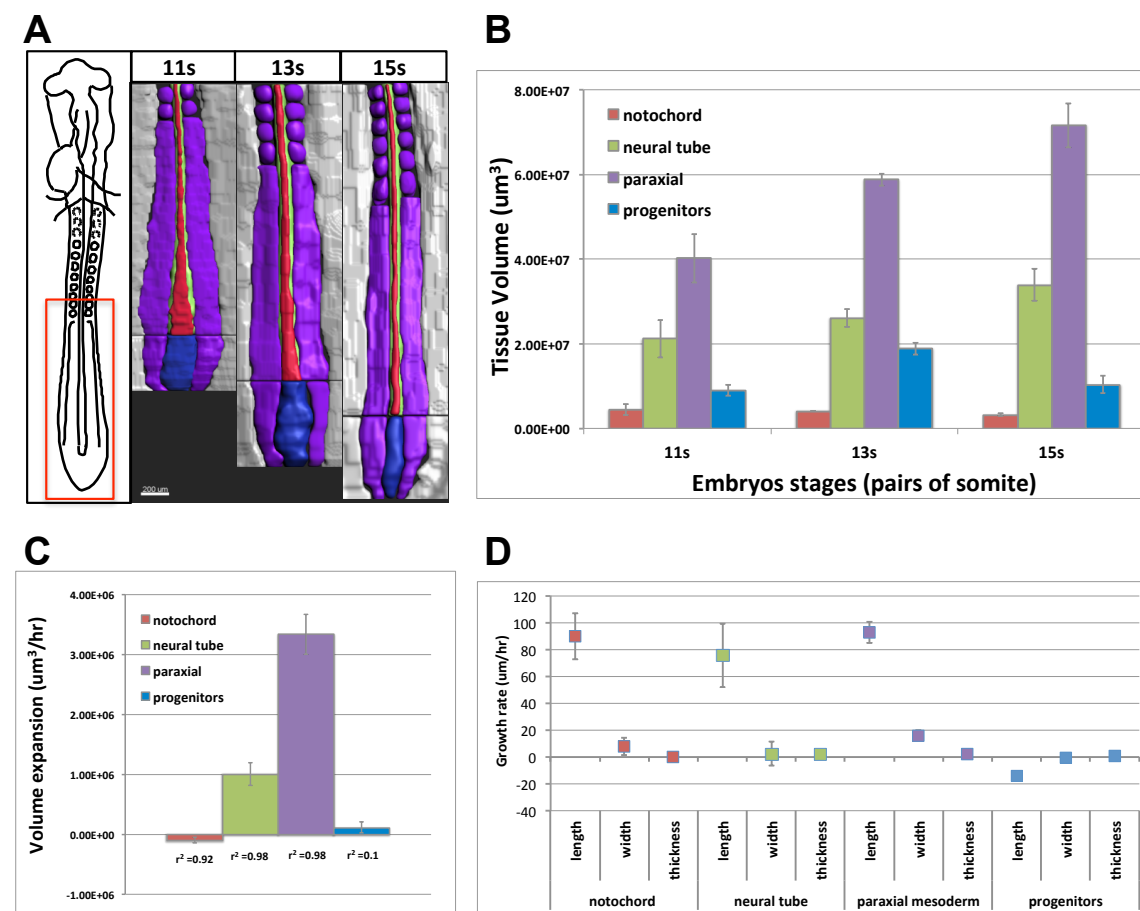 A
11s 13s 15s
200 um
B
Tissue Volume (um³)
8.00E+07
6.00E+07
4.00E+07
2.00E+07
0.00E+00
notochord
neural tube
paraxial
progenitors
11s 13s 15s
Embryos stages (pairs of somite)
C
Volume expansion (um³/hr)
4.00E+06
3.00E+06
2.00E+06
1.00E+06
0.00E+00
-1.00E+06
notochord
neural tube
paraxial
progenitors
r² =0.92 r² =0.98 r² =0.98 r² =0.1
D
Growth rate (um/hr)
120
100
80
60
40
20
0
-20
-40
length width thickness length width thickness length width thickness length width thickness
notochord neural tube paraxial mesoderm progenitors